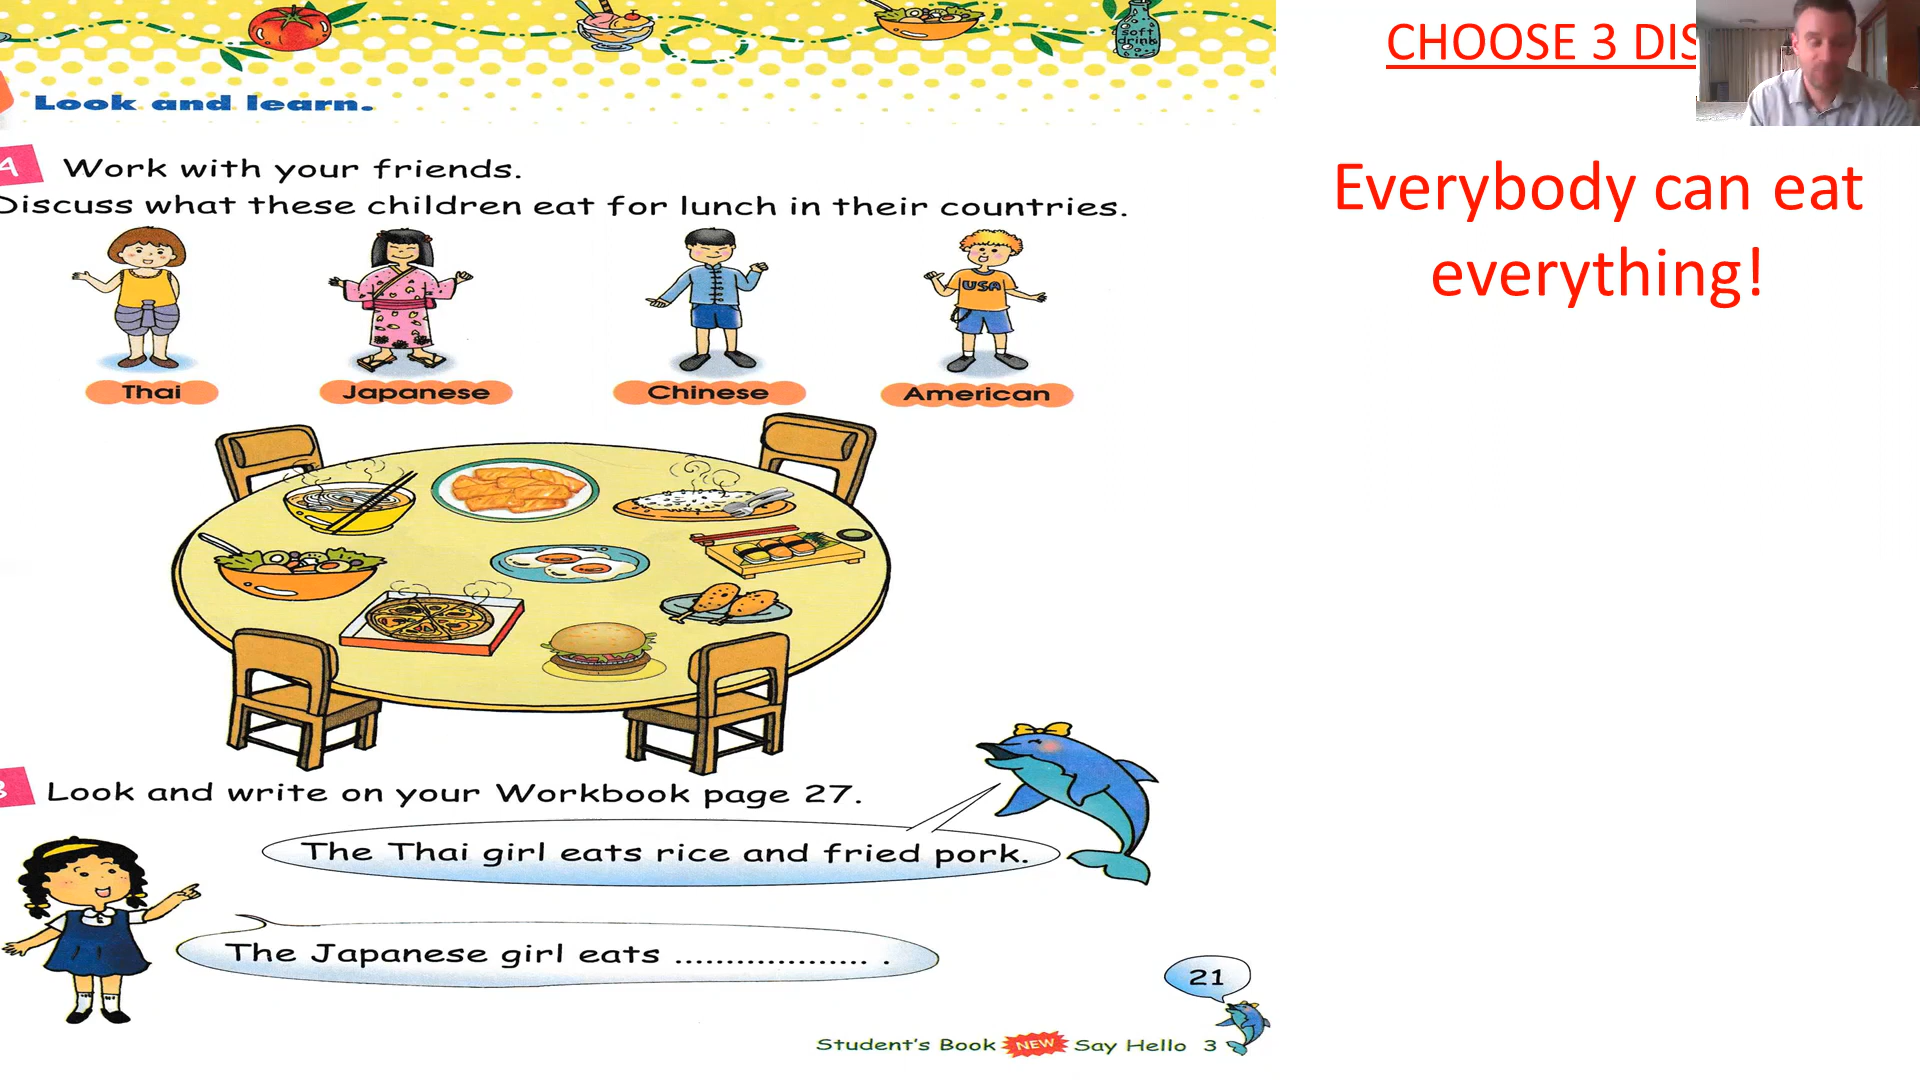 soft
drink
CHOOSE 3 DIS
Look and learn.
Everybody can eat
everything!
A Work with your friends.
Discuss what these children eat for lunch in their countries.
USA
Thai
Japanese
Chinese
American
B Look and write on your Workbook page 27.
The Thai girl eats rice and fried pork.
The Japanese girl eats ................... .
21
Student's Book NEW Say Hello 3